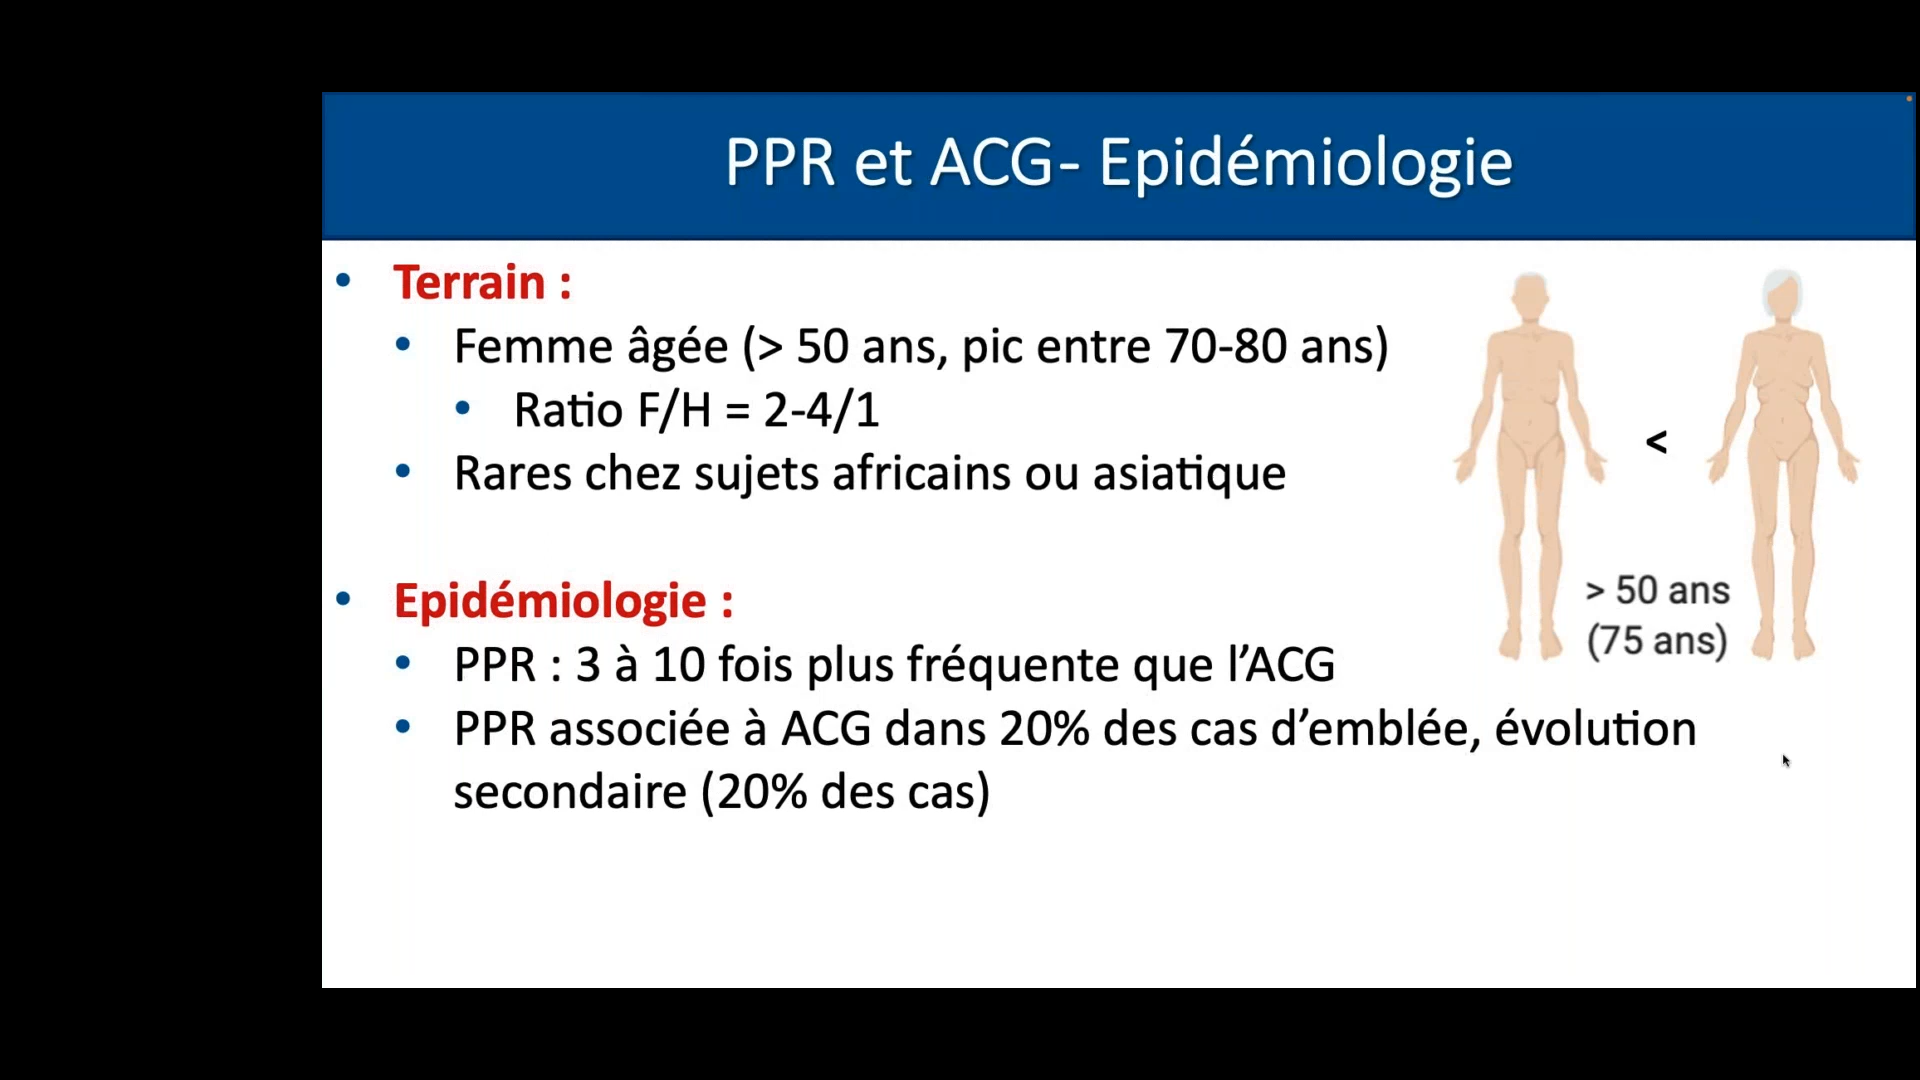 PPR et ACG- Epidémiologie
• Terrain :
• Femme âgée (> 50 ans, pic entre 70-80 ans)
• Ratio F/H = 2-4/1
• Rares chez sujets africains ou asiatique
<
> 50 ans
(75 ans)
• Epidémiologie :
• PPR : 3 à 10 fois plus fréquente que l’ACG
• PPR associée à ACG dans 20% des cas d’emblée, évolution
secondaire (20% des cas)